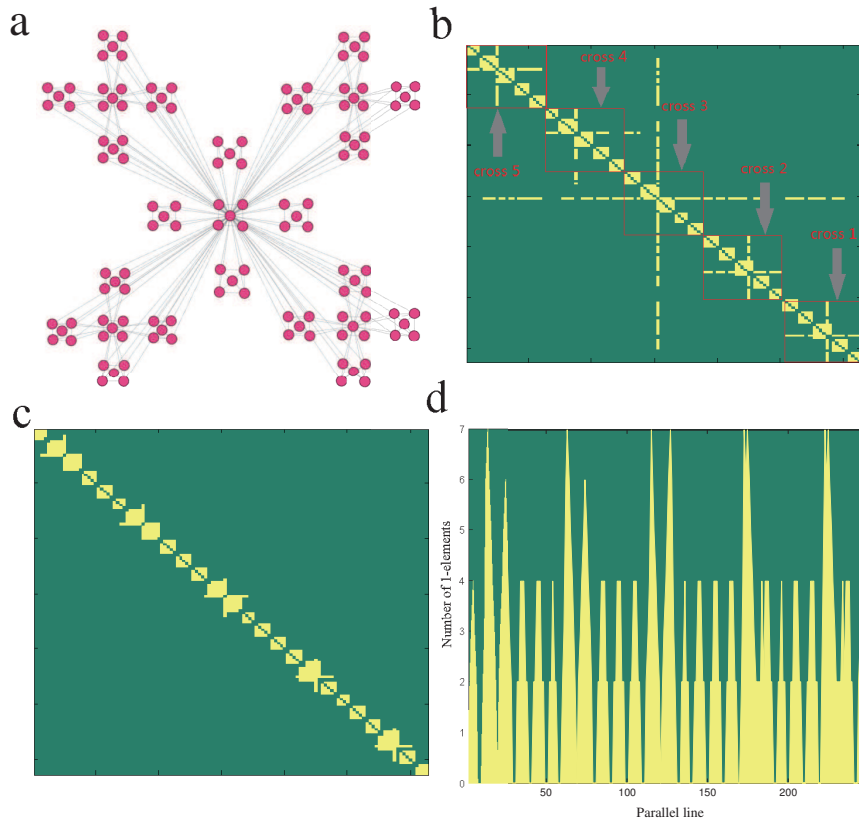 a
b
cross 4
cross 3
cross 5
cross 2
cross 1
c
d
7
6
5
4
3
2
1
0
Number of 1-elements
50
100
150
200
Parallel line